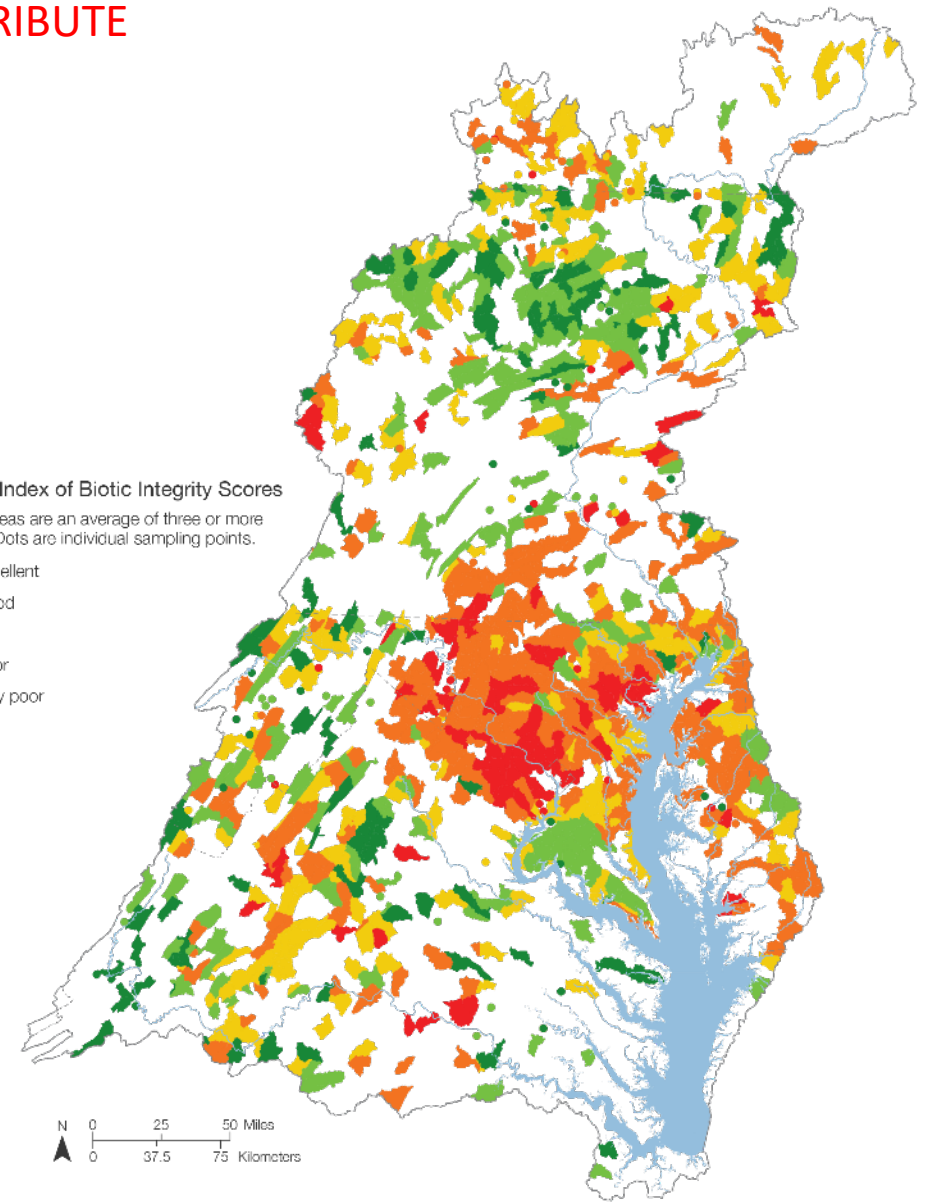 RIBUTE
Index of Biotic Integrity Scores
eas are an average of three or more
Dots are individual sampling points.
ellent
od
or
y poor
N 0 25 50 Miles
0 37.5 75 Kilometers